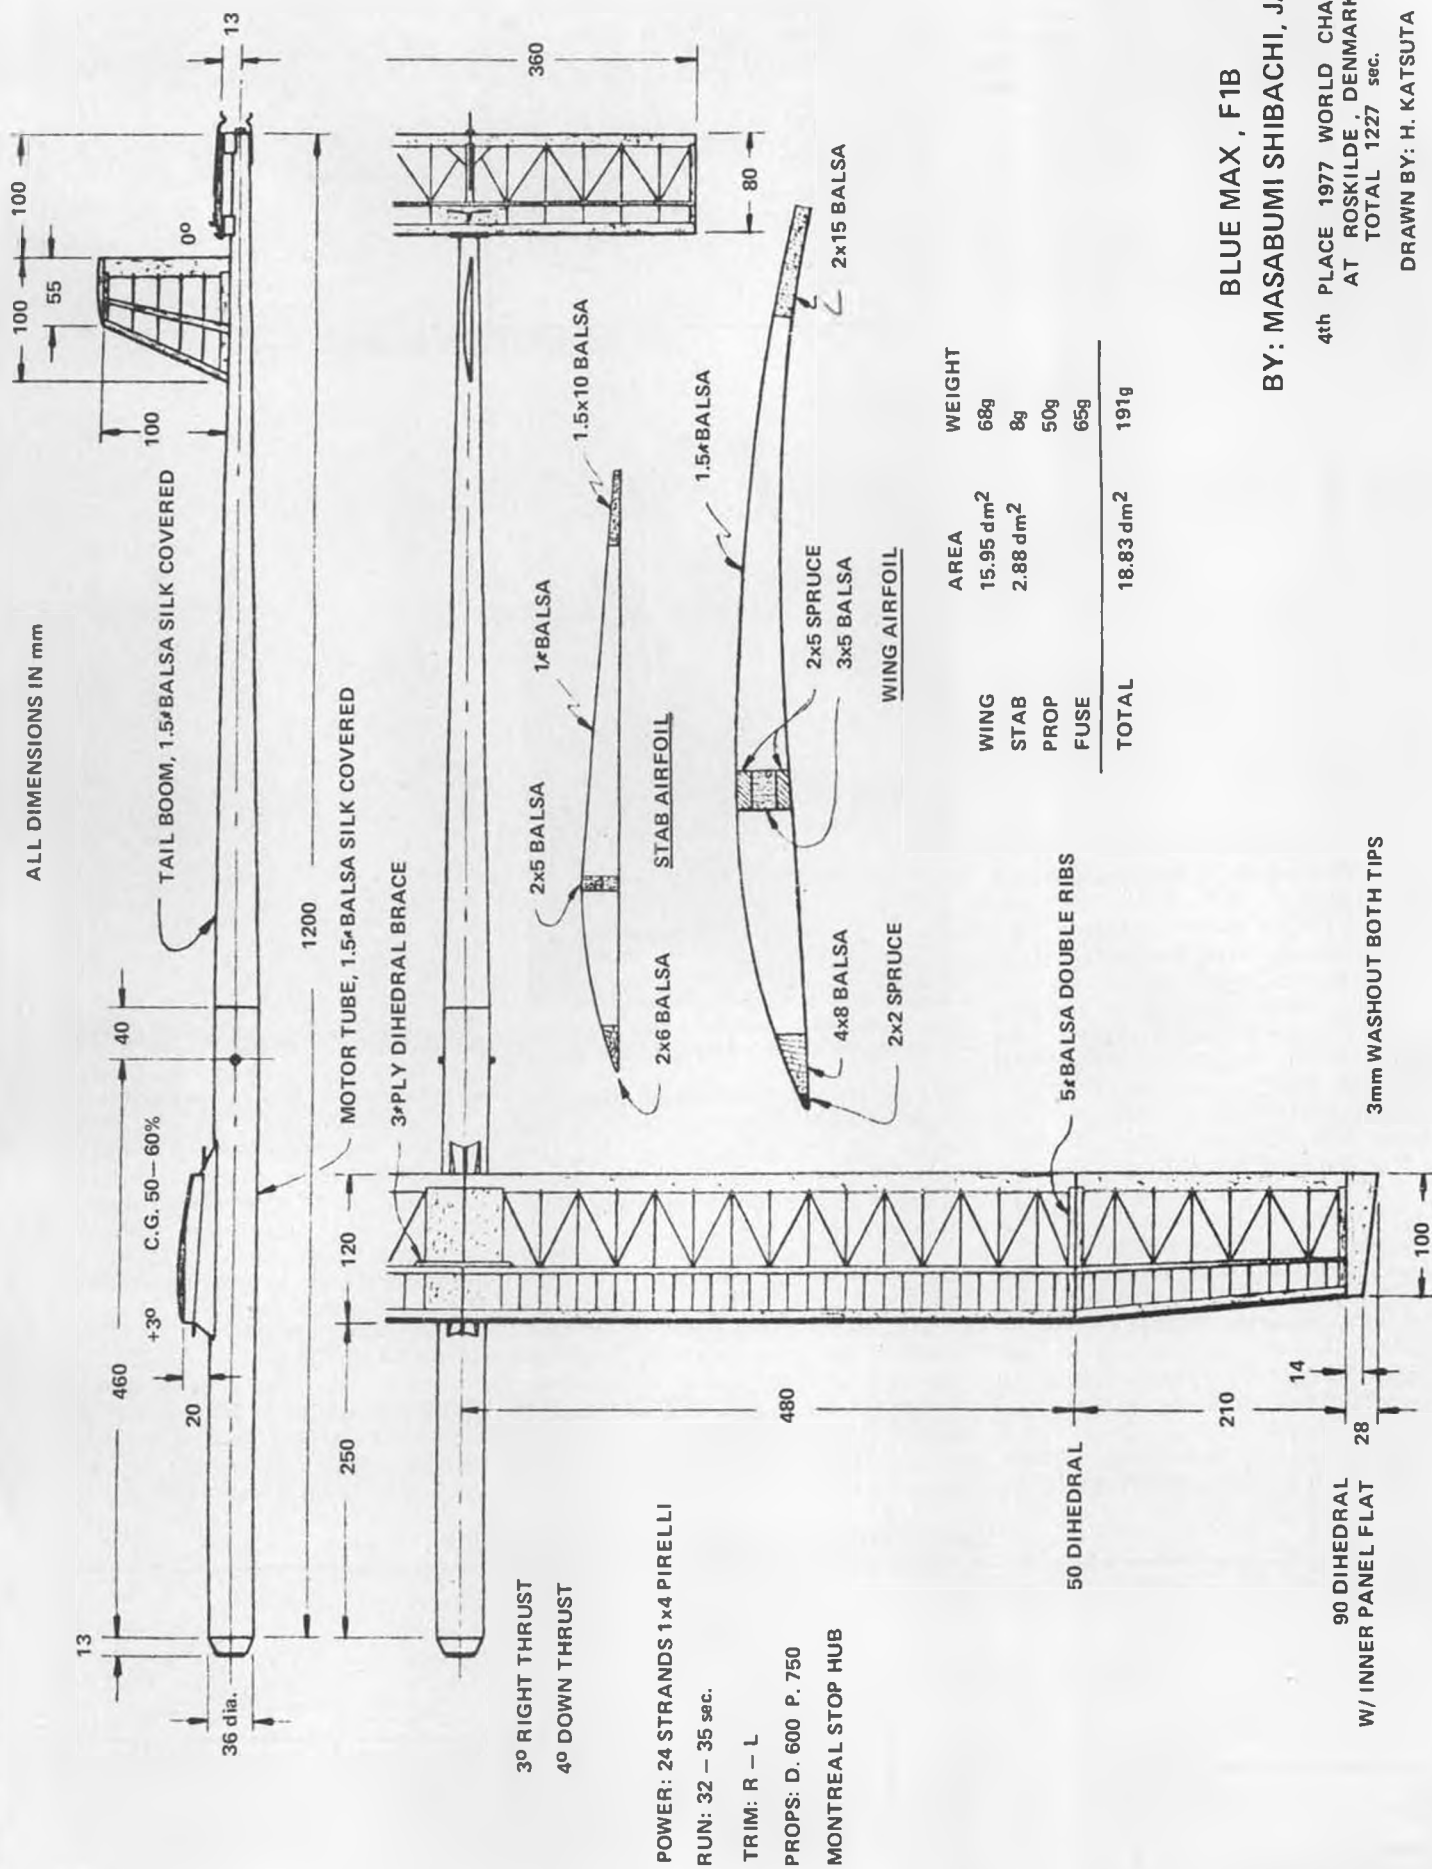 ALL DIMENSIONS IN mm
13
460
40
100
100
55
0º
13
36 dia.
20
+3º
C.G. 50–60%
TAIL BOOM, 1.5 BALSA SILK COVERED
100
1200
MOTOR TUBE, 1.5 BALSA SILK COVERED
3 PLY DIHEDRAL BRACE
250
120
360
80
3º RIGHT THRUST
4º DOWN THRUST
POWER: 24 STRANDS 1x4 PIRELLI
RUN: 32 – 35 sec.
TRIM: R – L
PROPS: D. 600 P. 750
MONTREAL STOP HUB
480
210
14
28
100
50 DIHEDRAL
90 DIHEDRAL
W/ INNER PANEL FLAT
5 BALSA DOUBLE RIBS
3mm WASHOUT BOTH TIPS
2x5 BALSA
1 BALSA
1.5x10 BALSA
2x6 BALSA
STAB AIRFOIL
1.5 BALSA
2x15 BALSA
2x5 SPRUCE
3x5 BALSA
4x8 BALSA
2x2 SPRUCE
WING AIRFOIL
AREA WEIGHT
WING 15.95 dm² 68g
STAB 2.88 dm² 8g
PROP 50g
FUSE 65g
TOTAL 18.83 dm² 191g
BLUE MAX , F1B
BY: MASABUMI SHIBACHI,
4th PLACE 1977 WORLD
AT ROSKILDE , DENMARK
TOTAL 1227 sec.
DRAWN BY: H. KATSUTA